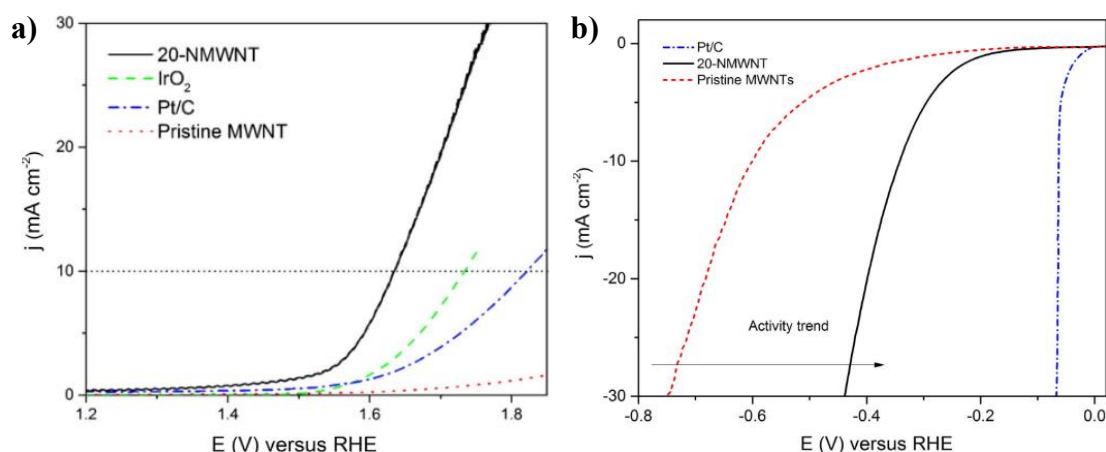 a)
30
20
10
0
j (mA cm⁻²)
20-NMWNT
IrO₂
Pt/C
Pristine MWNT
1.2
1.4
1.6
1.8
E (V) versus RHE
b)
0
-10
-20
-30
j (mA cm⁻²)
Pt/C
20-NMWNT
Pristine MWNTs
Activity trend
-0.8
-0.6
-0.4
-0.2
0.0
E (V) versus RHE